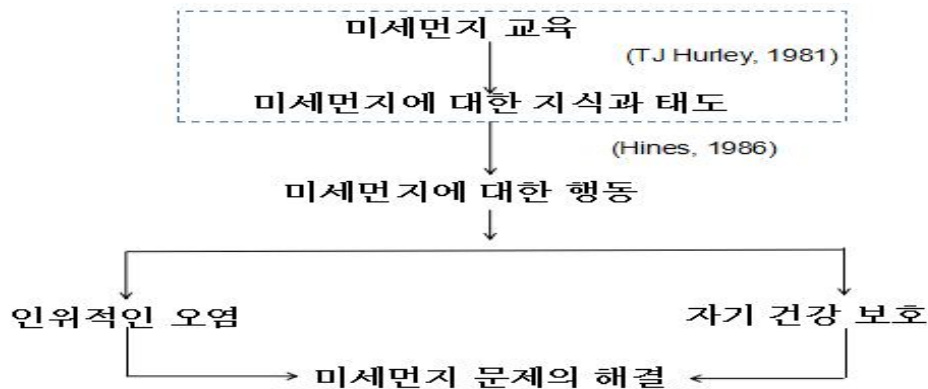 미세먼지 교육
(TJ Hurley, 1981)
미세먼지에 대한 지식과 태도
(Hines, 1986)
미세먼지에 대한 행동
인위적인 오염
자기 건강 보호
미세먼지 문제의 해결